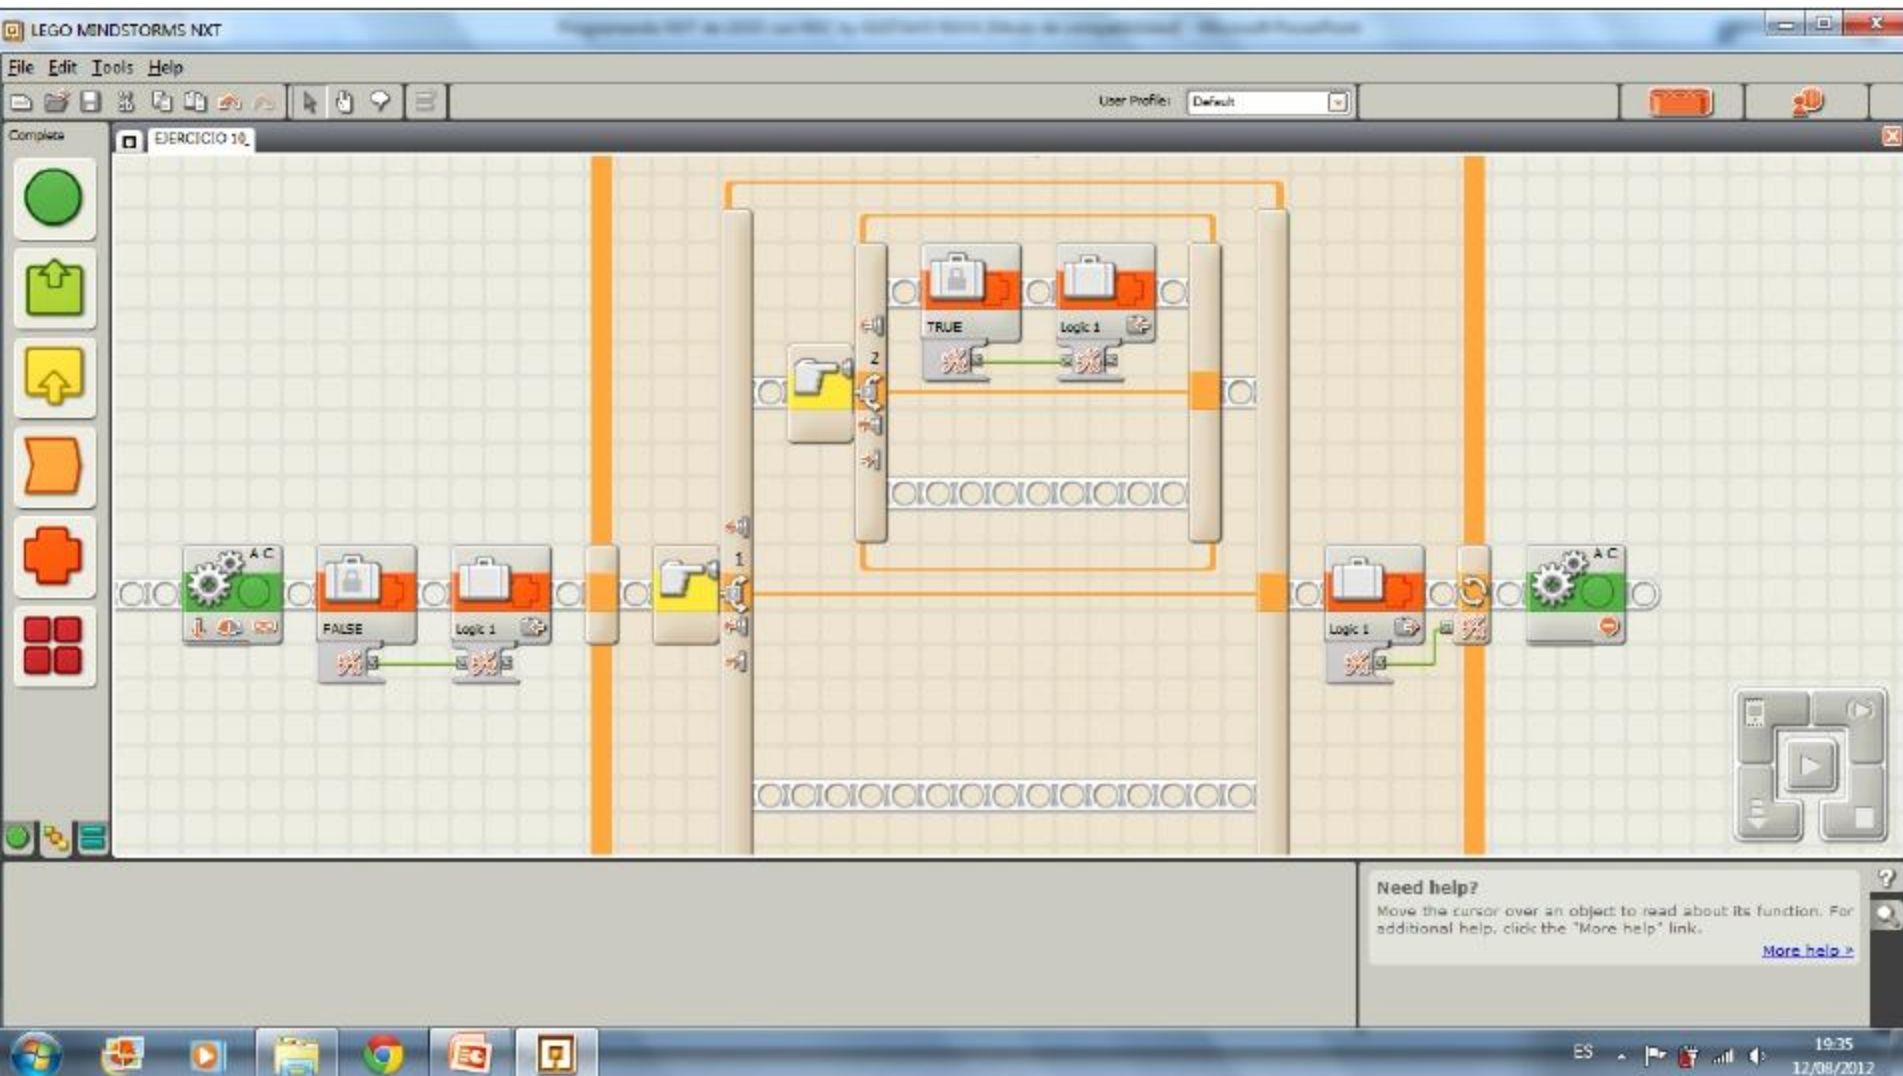 LEGO MINDSTORMS NXT
File Edit Tools Help
User Profile: Default
Complete
EJERCICIO 10_
TRUE
Logic 1
2
A C
FALSE
Logic 1
1
Logic 1
A C
Need help?
Move the cursor over an object to read about its function. For
additional help, click the "More help" link.
More help »
?
ES
19:35
12/08/2012